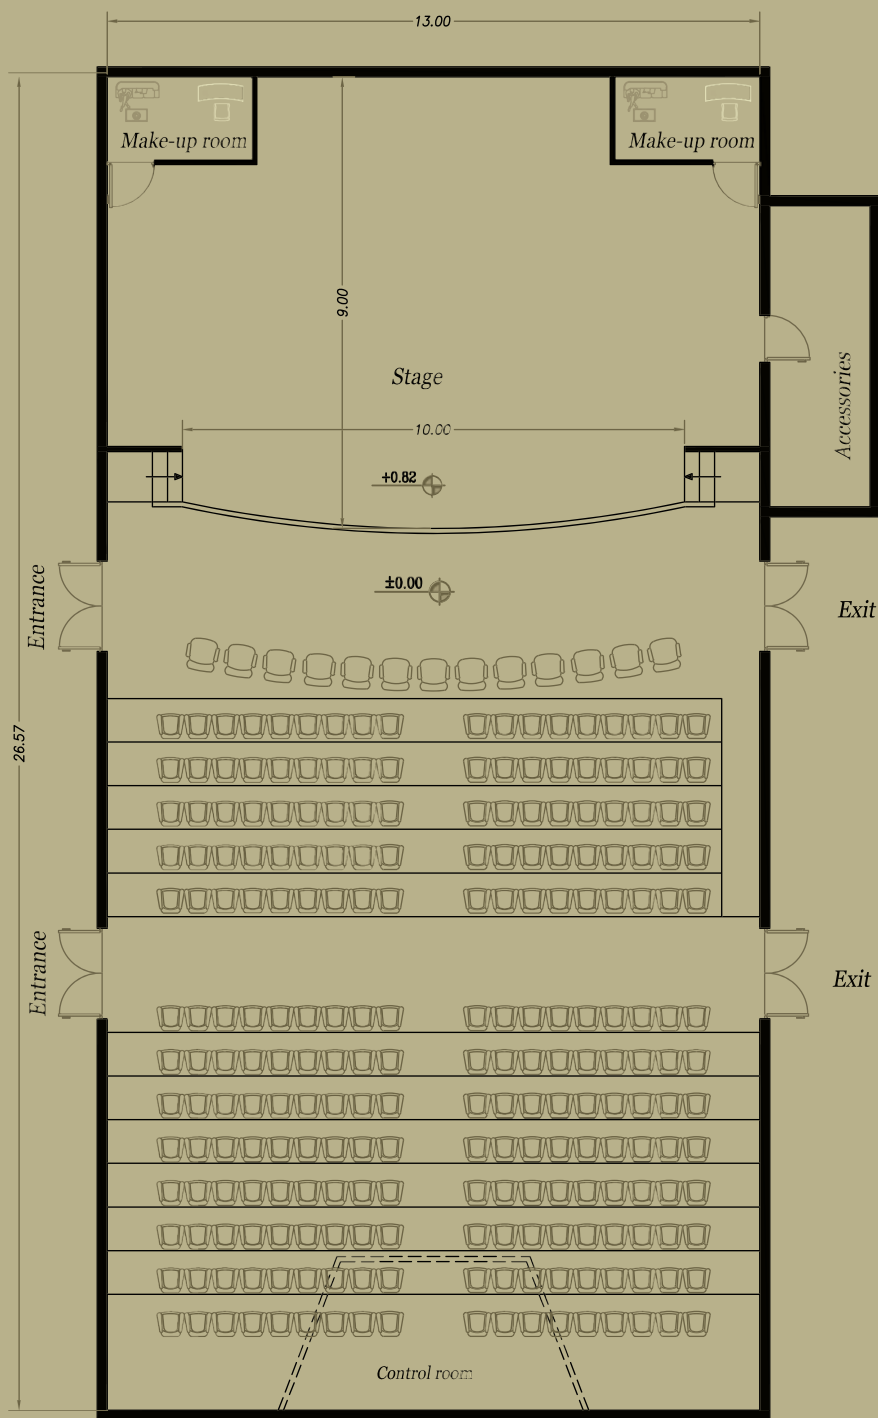 13.00
Make-up room
Make-up room
9.00
Stage
Accessories
10.00
+0.82
Entrance
±0.00
Exit
26.57
Entrance
Exit
Control room